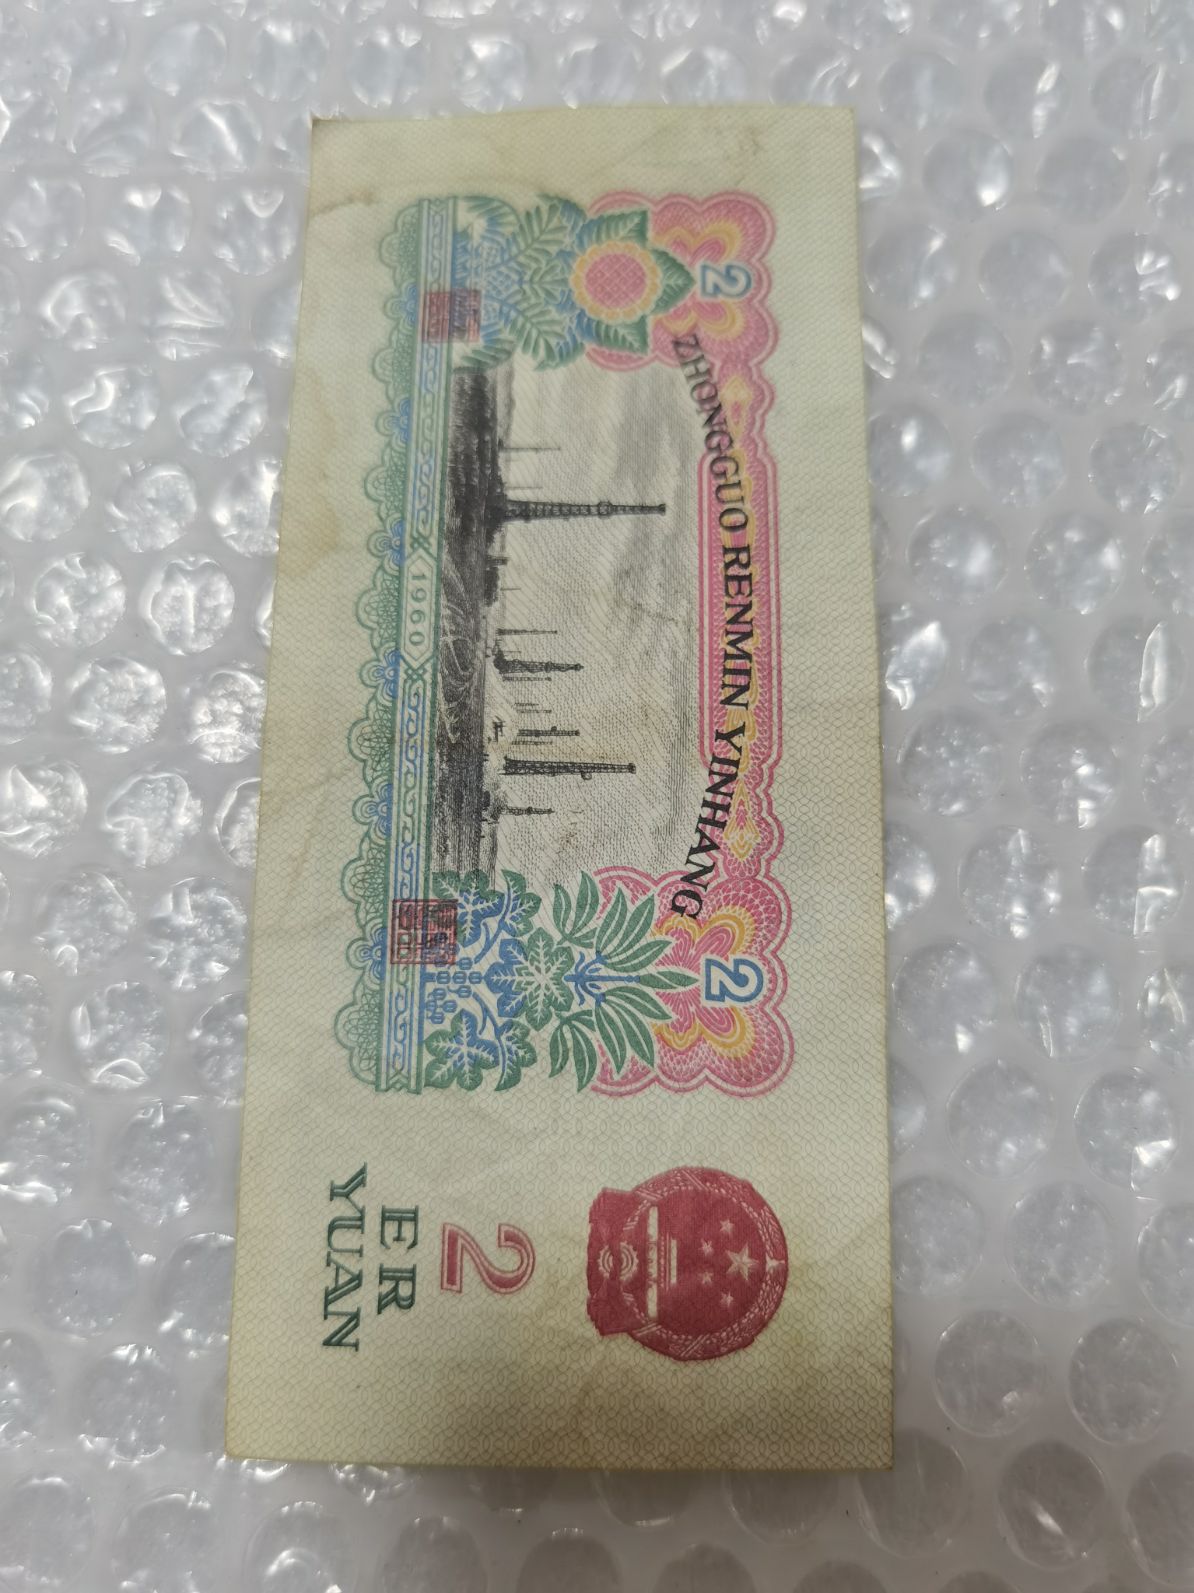 2
ZHONGGUO RENMIN YINHANG
2
1960
2
ER
YUAN